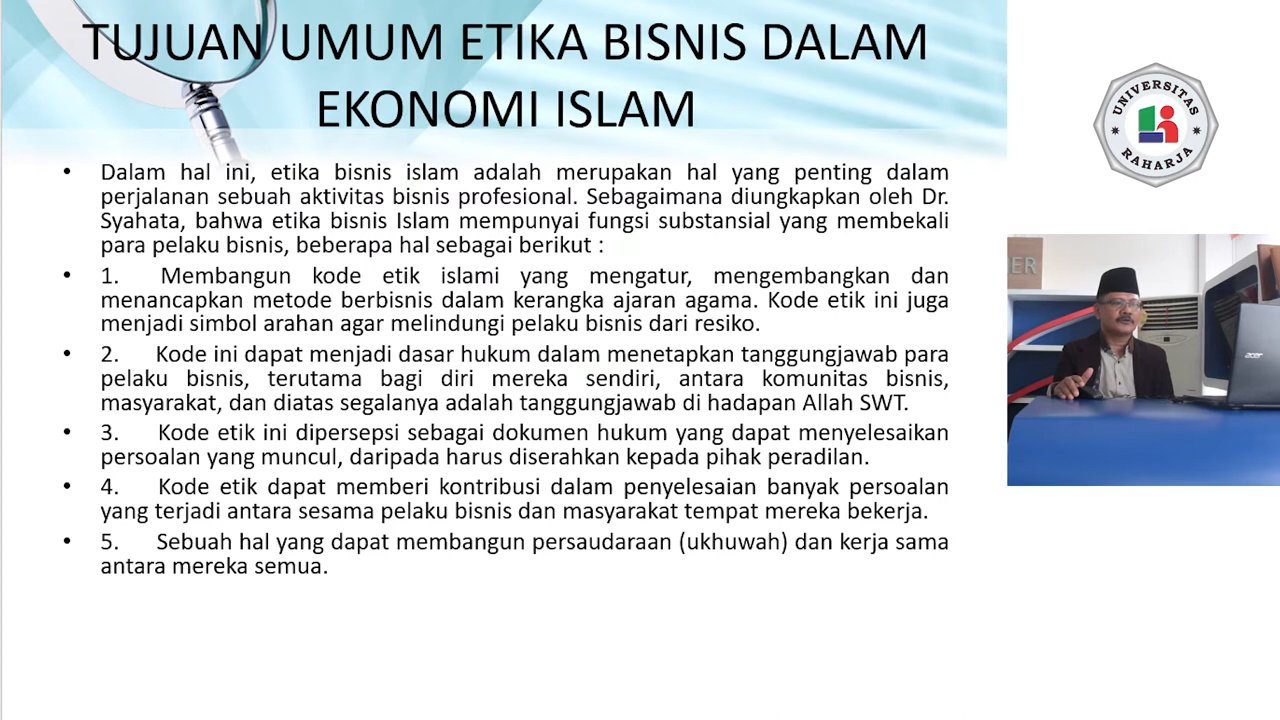 TUJUAN UMUM ETIKA BISNIS DALAM
EKONOMI ISLAM
• Dalam hal ini, etika bisnis islam adalah merupakan hal yang penting dalam
perjalanan sebuah aktivitas bisnis profesional. Sebagaimana diungkapkan oleh Dr.
Syahata, bahwa etika bisnis Islam mempunyai fungsi substansial yang membekali
para pelaku bisnis, beberapa hal sebagai berikut :
• 1. Membangun kode etik islami yang mengatur, mengembangkan dan
menancapkan metode berbisnis dalam kerangka ajaran agama. Kode etik ini juga
menjadi simbol arahan agar melindungi pelaku bisnis dari resiko.
• 2. Kode ini dapat menjadi dasar hukum dalam menetapkan tanggungjawab para
pelaku bisnis, terutama bagi diri mereka sendiri, antara komunitas bisnis,
masyarakat, dan diatas segalanya adalah tanggungjawab di hadapan Allah SWT.
• 3. Kode etik ini dipersepsi sebagai dokumen hukum yang dapat menyelesaikan
persoalan yang muncul, daripada harus diserahkan kepada pihak peradilan.
• 4. Kode etik dapat memberi kontribusi dalam penyelesaian banyak persoalan
yang terjadi antara sesama pelaku bisnis dan masyarakat tempat mereka bekerja.
• 5. Sebuah hal yang dapat membangun persaudaraan (ukhuwah) dan kerja sama
antara mereka semua.
UNIVERSITAS
RAHARJA
acer